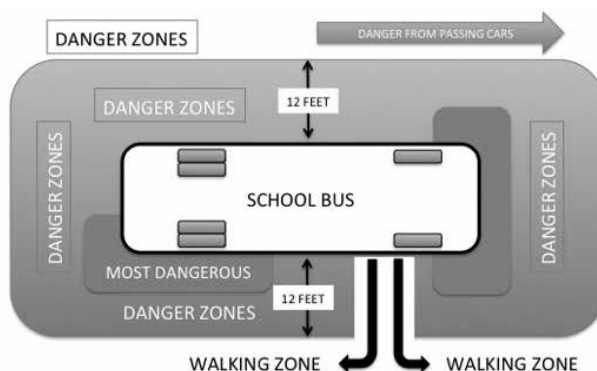 DANGER ZONES
DANGER FROM PASSING CARS
12 FEET
DANGER ZONES
DANGER ZONES
SCHOOL BUS
DANGER ZONES
MOST DANGEROUS
12 FEET
DANGER ZONES
WALKING ZONE
WALKING ZONE